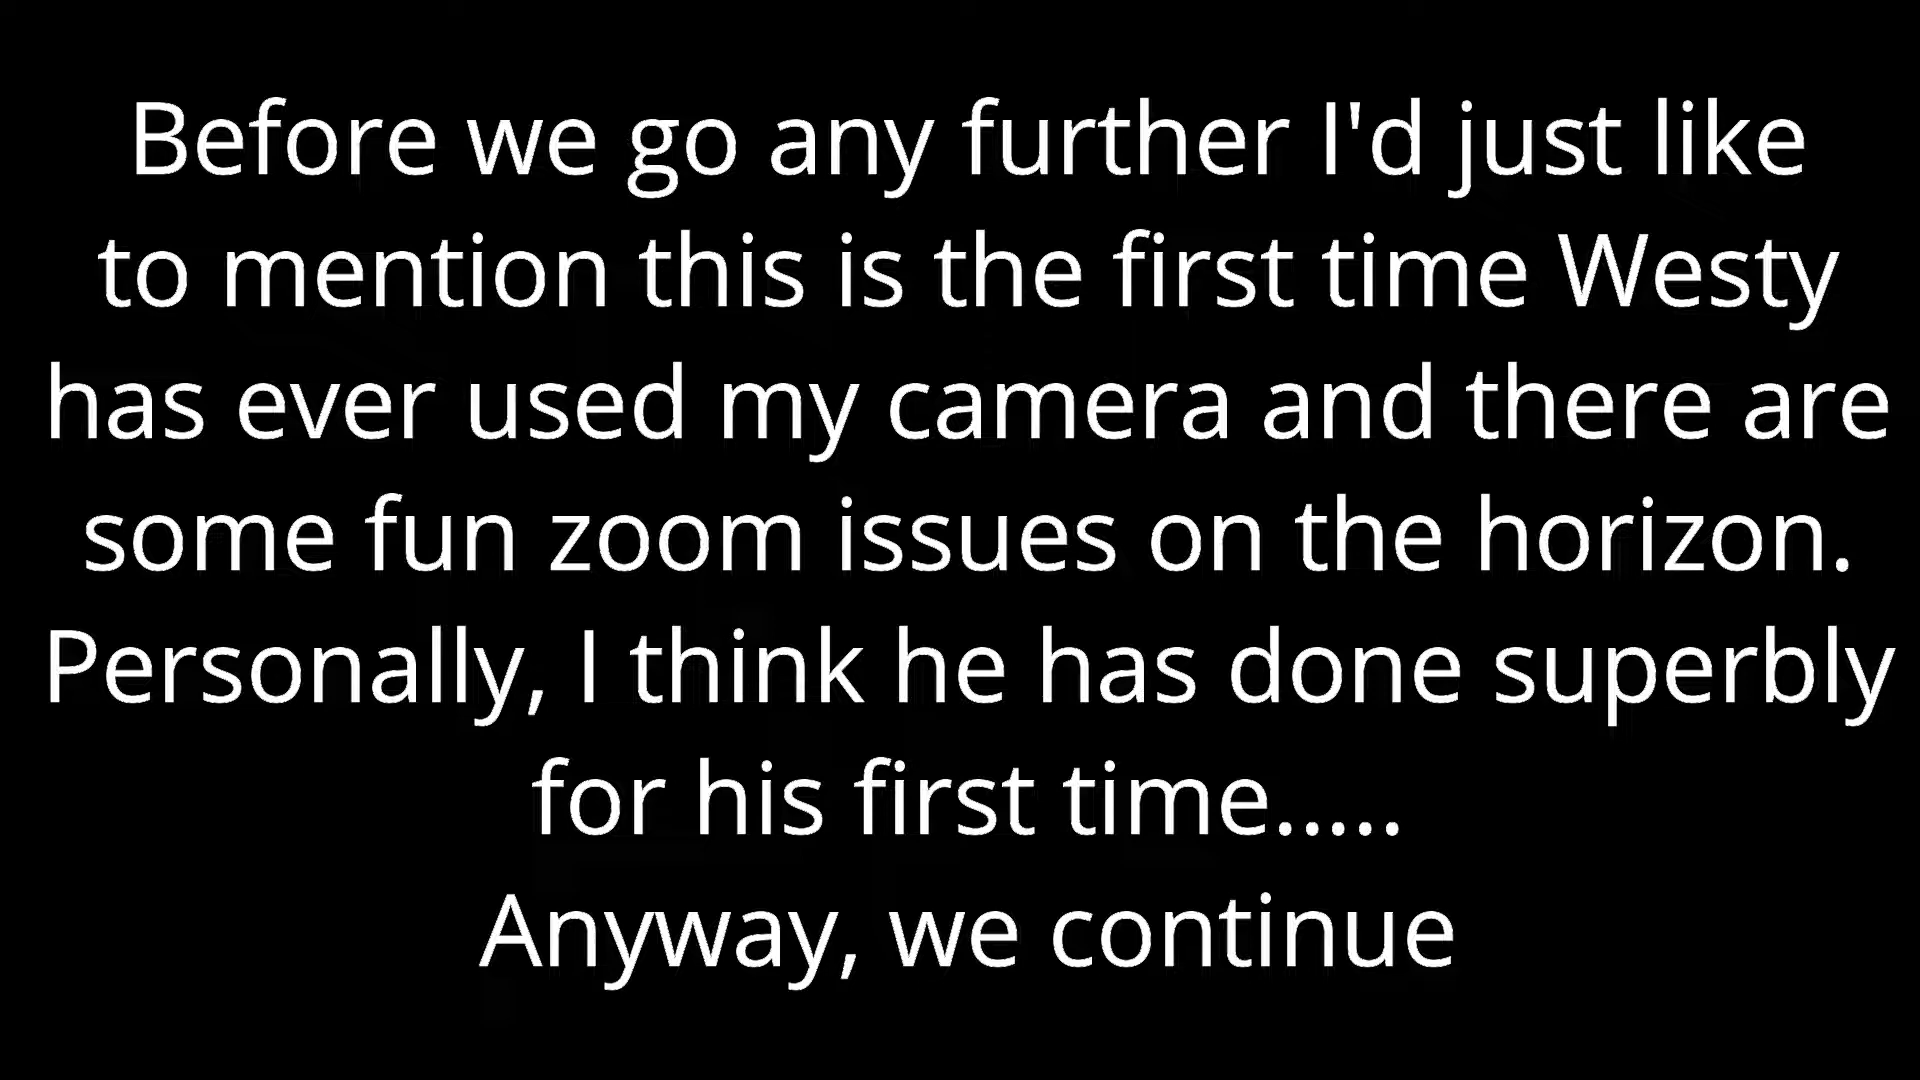 Before we go any further I'd just like
to mention this is the first time Westy
has ever used my camera and there are
some fun zoom issues on the horizon.
Personally, I think he has done superbly
for his first time.....
Anyway, we continue